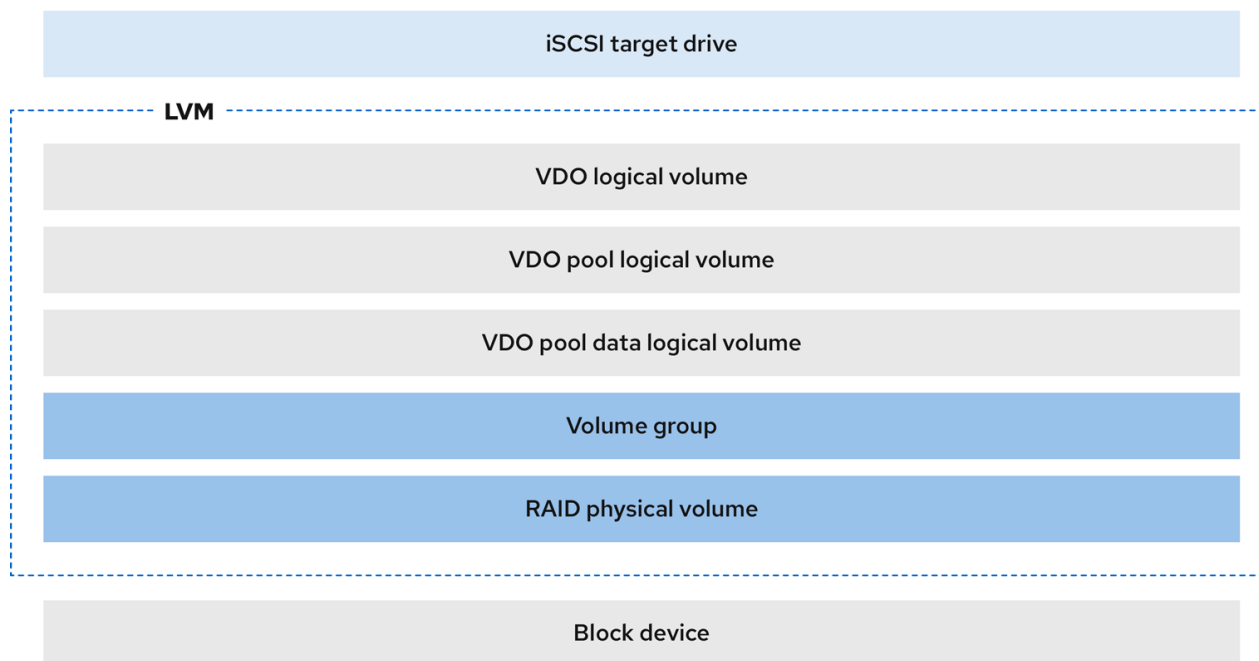 iSCSI target drive
LVM
VDO logical volume
VDO pool logical volume
VDO pool data logical volume
Volume group
RAID physical volume
Block device